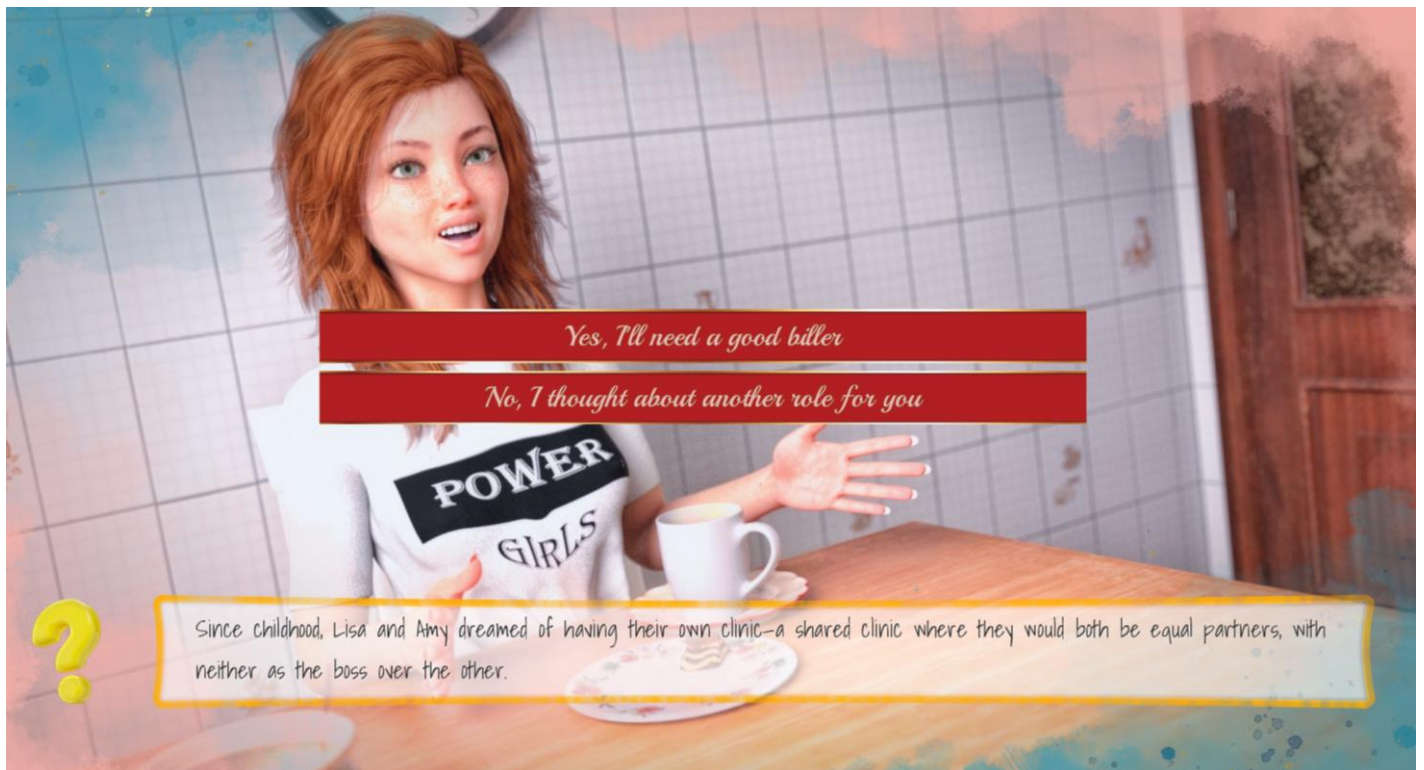 Yes, I'll need a good biller
No, I thought about another role for you
POWER
GIRLS
?
Since childhood, Lisa and Amy dreamed of having their own clinic—a shared clinic where they would both be equal partners, with
neither as the boss over the other.